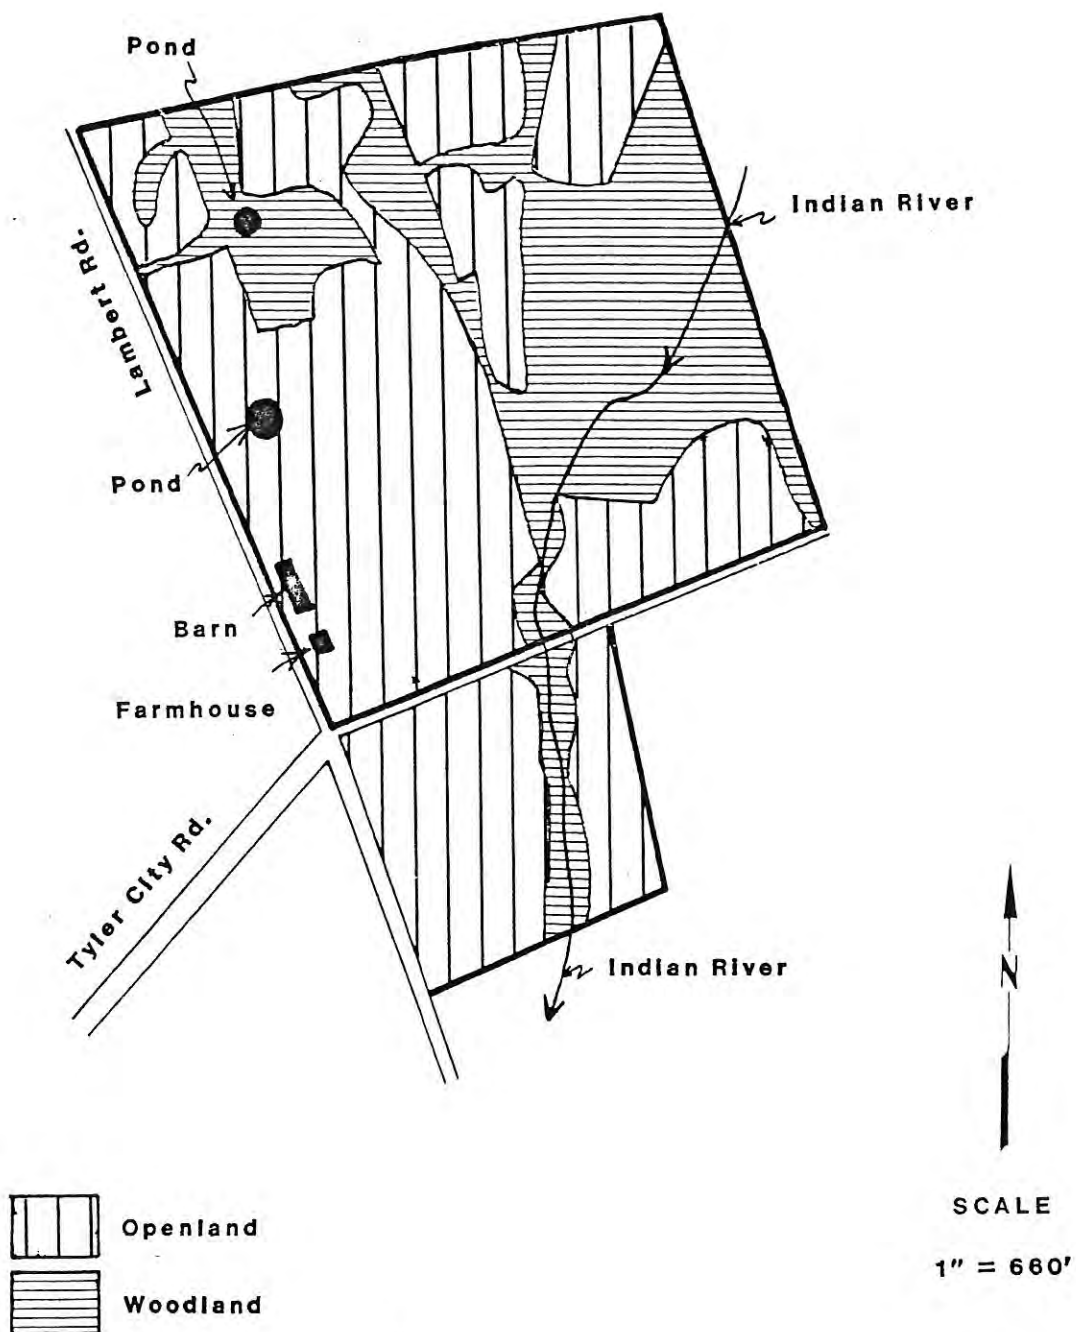 Pond
Indian River
Lambert Rd.
Pond
Barn
Farmhouse
Tyler City Rd.
Indian River
N
Openland
Woodland
SCALE
1" = 660'